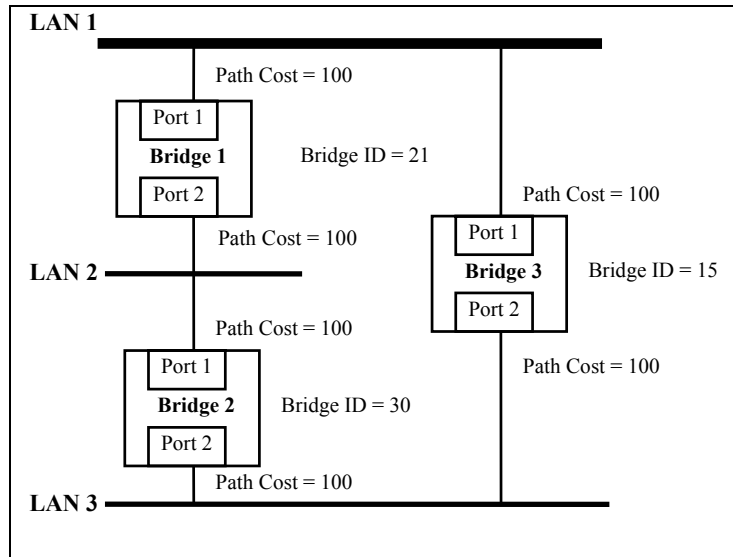 LAN 1
Path Cost = 100
Port 1
Bridge 1
Bridge ID = 21
Port 2
Path Cost = 100
LAN 2
Path Cost = 100
Port 1
Bridge 3
Bridge ID = 15
Port 2
Path Cost = 100
Path Cost = 100
Port 1
Bridge 2
Bridge ID = 30
Port 2
Path Cost = 100
LAN 3